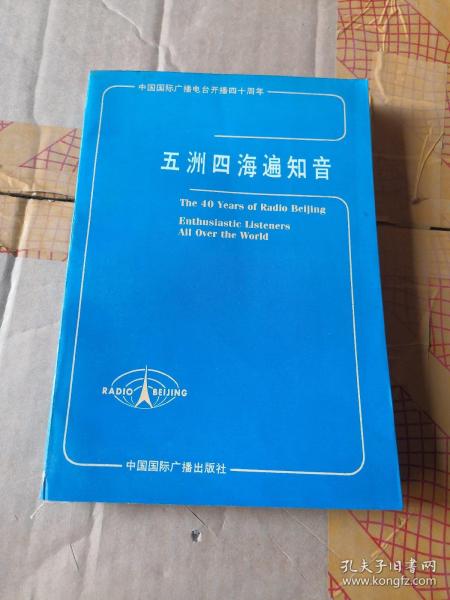 中国国际广播电台开播四十周年
五洲四海遍知音
The 40 Years of Radio Beijing
Enthusiastic Listeners
All Over the World
RADIO BEIJING
中国国际广播出版社
孔夫子旧书网
www.kongfz.com